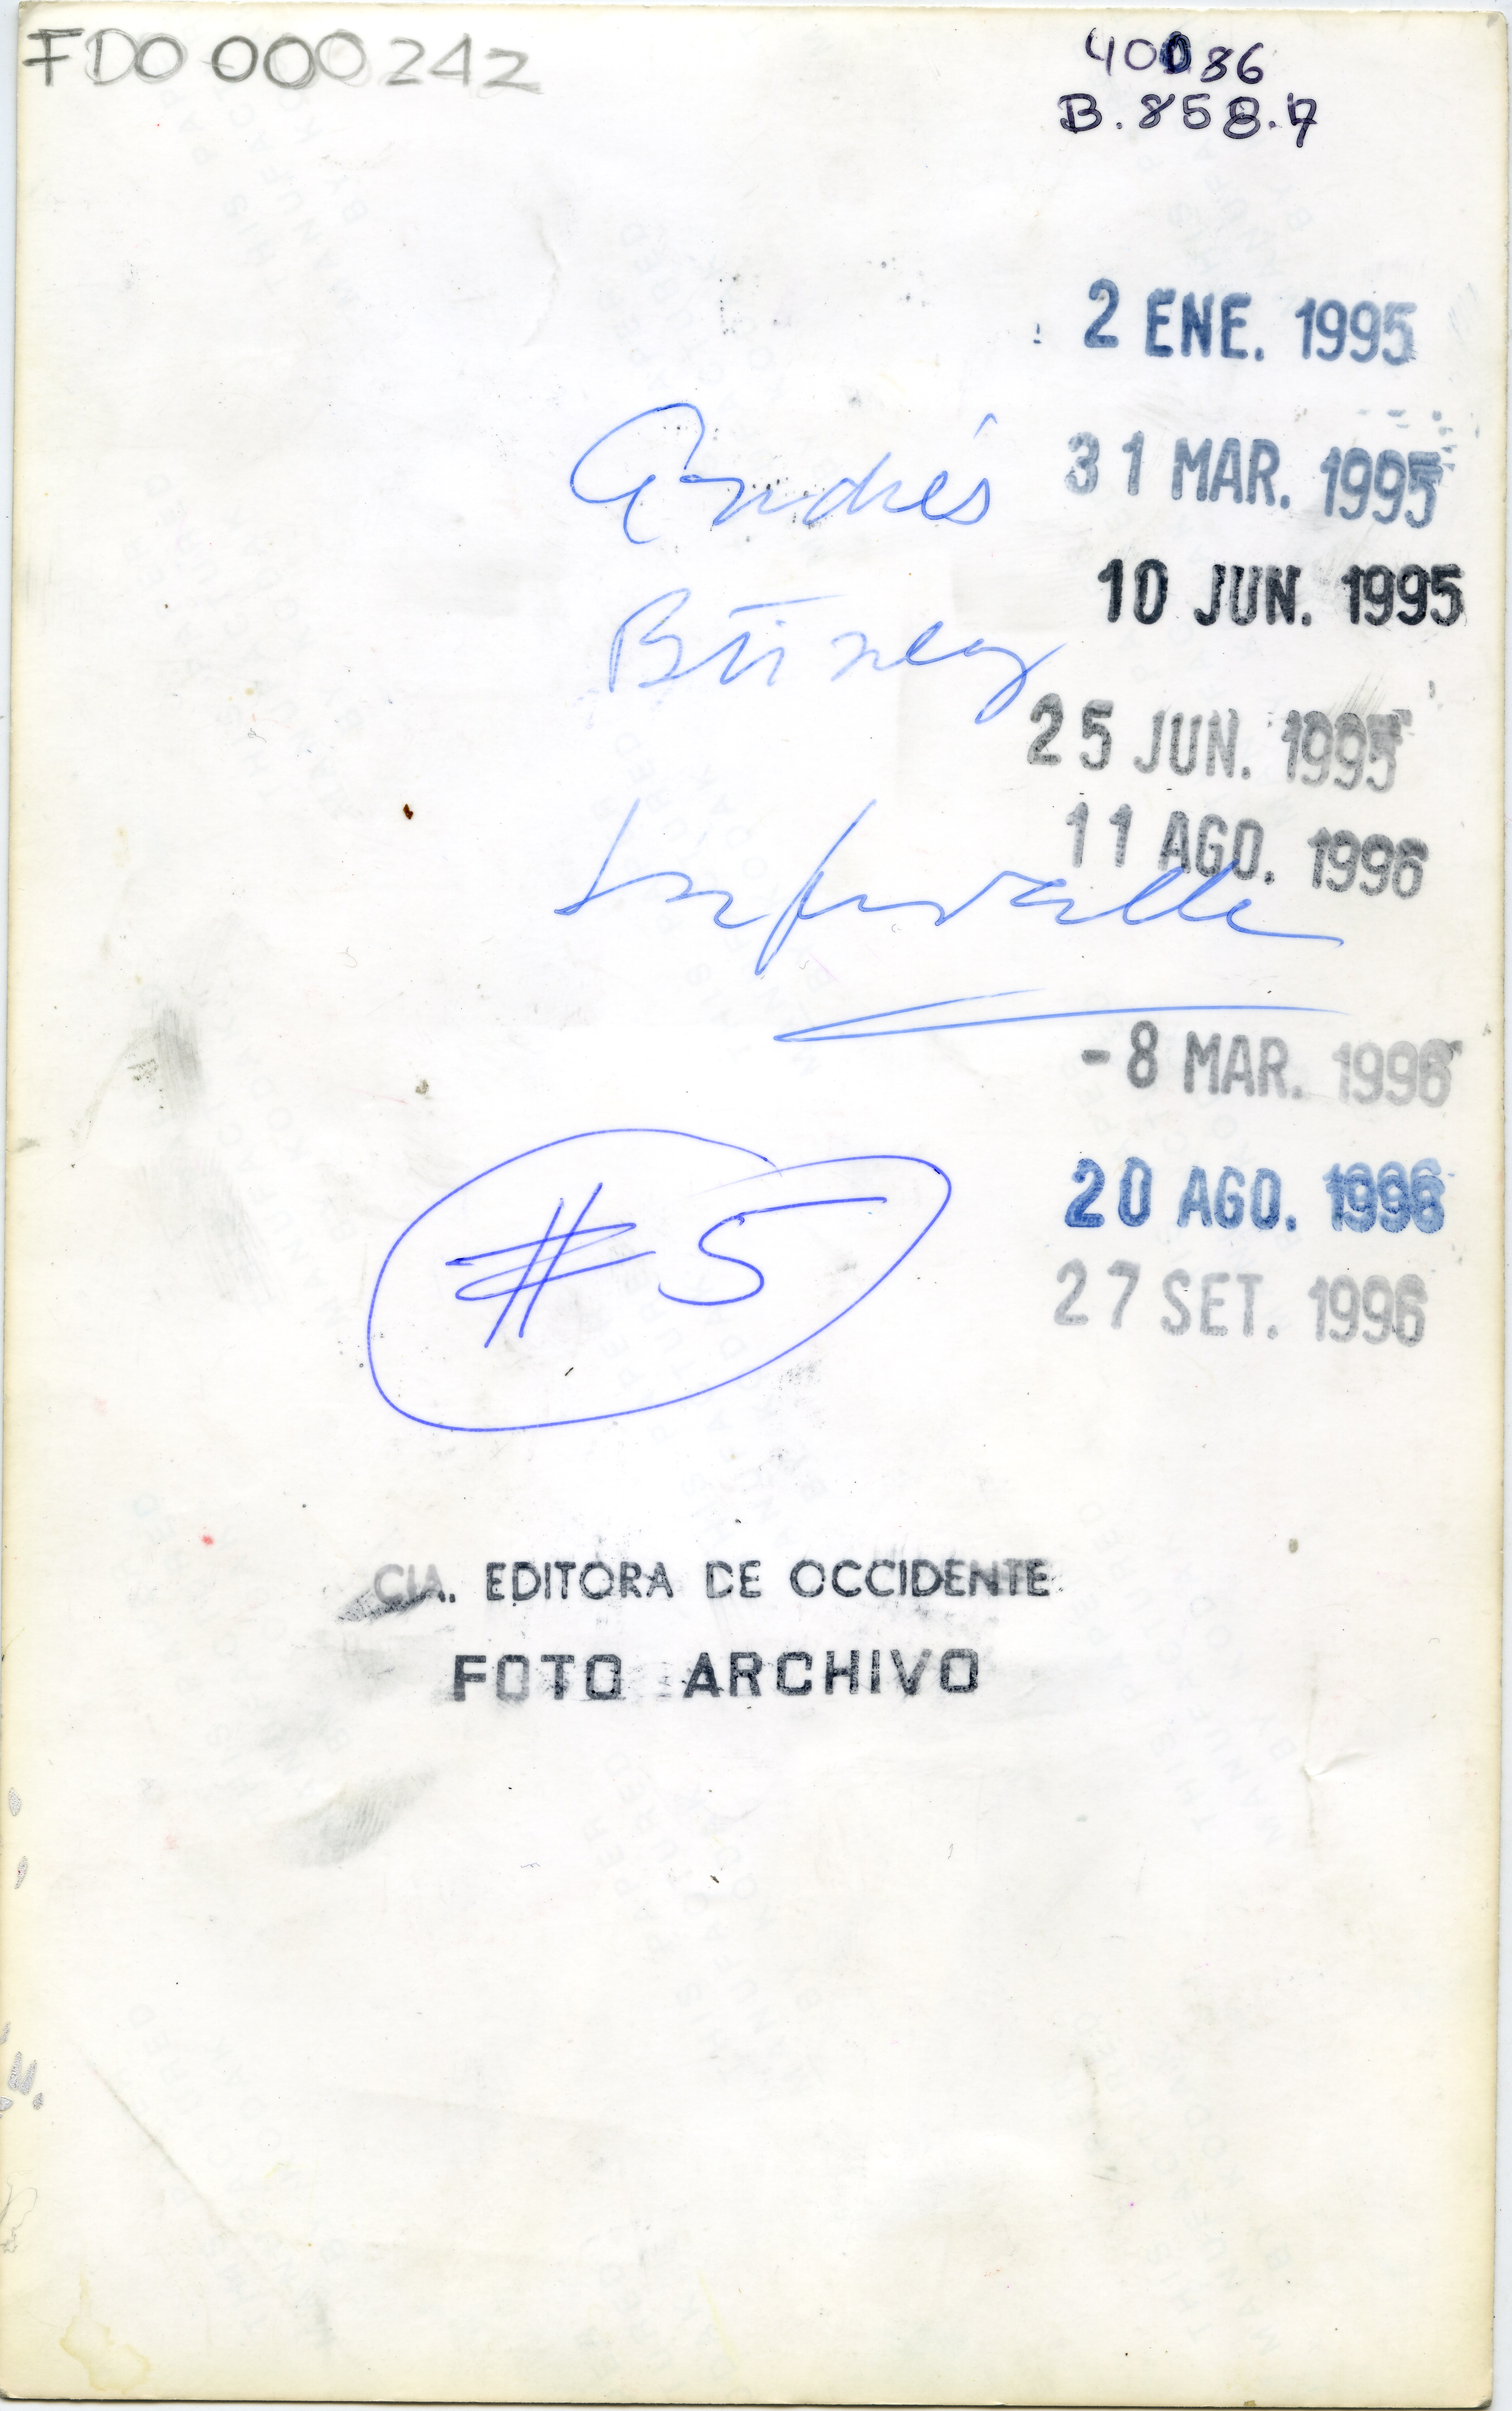 FDO 000242
40086
B.858.7
2 ENE. 1995
Andrés
31 MAR. 1995
10 JUN. 1995
25 JUN. 1995
11 AGO. 1996
Infivalle
-8 MAR. 1996
#5
20 AGO. 1996
27 SET. 1996
CIA. EDITORA DE OCCIDENTE
FOTO ARCHIVO